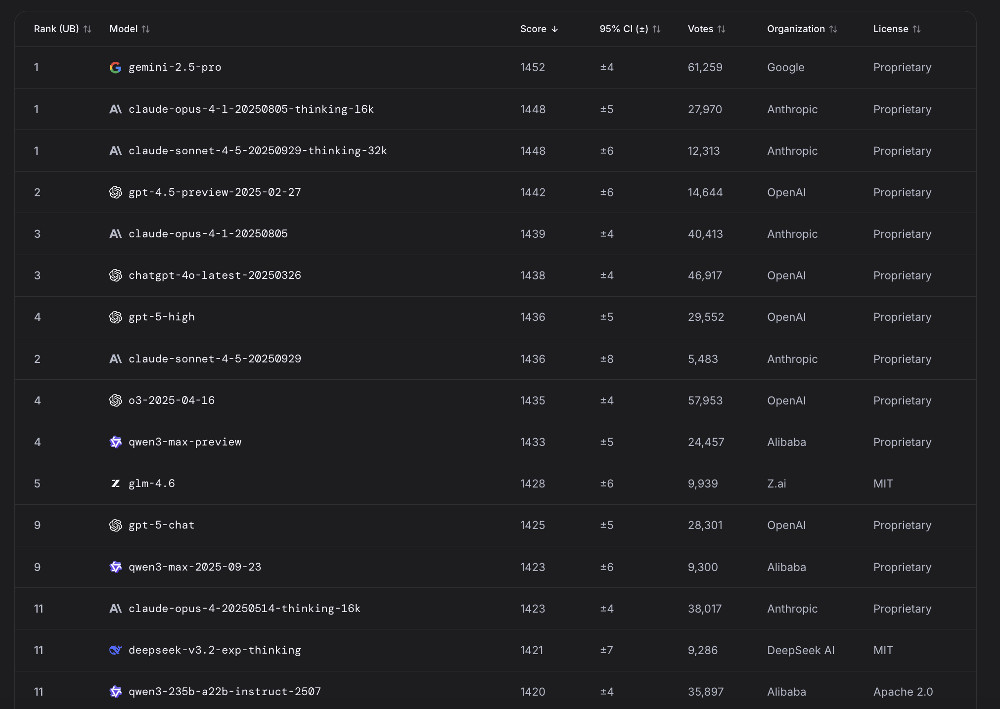 Rank (UB) Model Score 95% CI (±) Votes Organization License
1 gemini-2.5-pro 1452 ±4 61,259 Google Proprietary
1 claude-opus-4-1-20250805-thinking-16k 1448 ±5 27,970 Anthropic Proprietary
1 claude-sonnet-4-5-20250929-thinking-32k 1448 ±6 12,313 Anthropic Proprietary
2 gpt-4.5-preview-2025-02-27 1442 ±6 14,644 OpenAI Proprietary
3 claude-opus-4-1-20250805 1439 ±4 40,413 Anthropic Proprietary
3 chatgpt-4o-latest-20250326 1438 ±4 46,917 OpenAI Proprietary
4 gpt-5-high 1436 ±5 29,552 OpenAI Proprietary
2 claude-sonnet-4-5-20250929 1436 ±8 5,483 Anthropic Proprietary
4 o3-2025-04-16 1435 ±4 57,953 OpenAI Proprietary
4 qwen3-max-preview 1433 ±5 24,457 Alibaba Proprietary
5 glm-4.6 1428 ±6 9,939 Z.ai MIT
9 gpt-5-chat 1425 ±5 28,301 OpenAI Proprietary
9 qwen3-max-2025-09-23 1423 ±6 9,300 Alibaba Proprietary
11 claude-opus-4-20250514-thinking-16k 1423 ±4 38,017 Anthropic Proprietary
11 deepseek-v3.2-exp-thinking 1421 ±7 9,286 DeepSeek AI MIT
11 qwen3-235b-a22b-instruct-2507 1420 ±4 35,897 Alibaba Apache 2.0